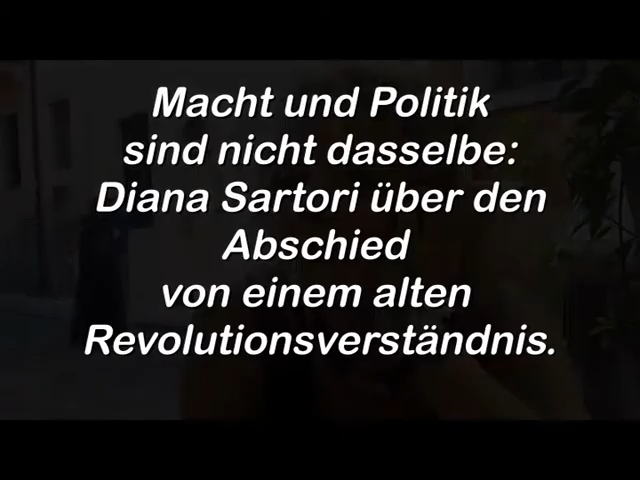 Macht und Politik
sind nicht dasselbe:
Diana Sartori über den
Abschied
von einem alten
Revolutionsverständnis.